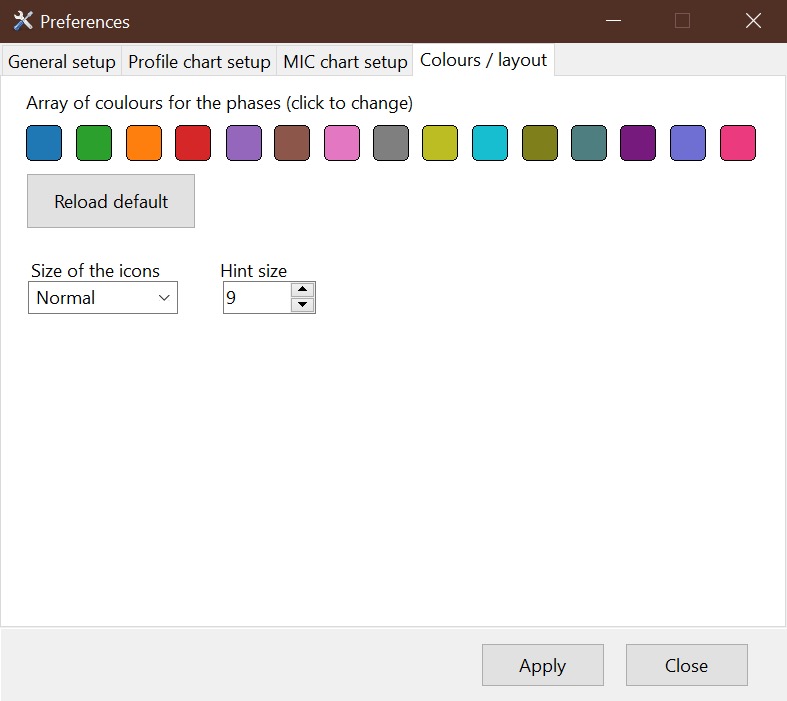 Preferences
General setup Profile chart setup MIC chart setup Colours / layout
Array of coulours for the phases (click to change)
Reload default
Size of the icons Hint size
Normal 9
Apply Close